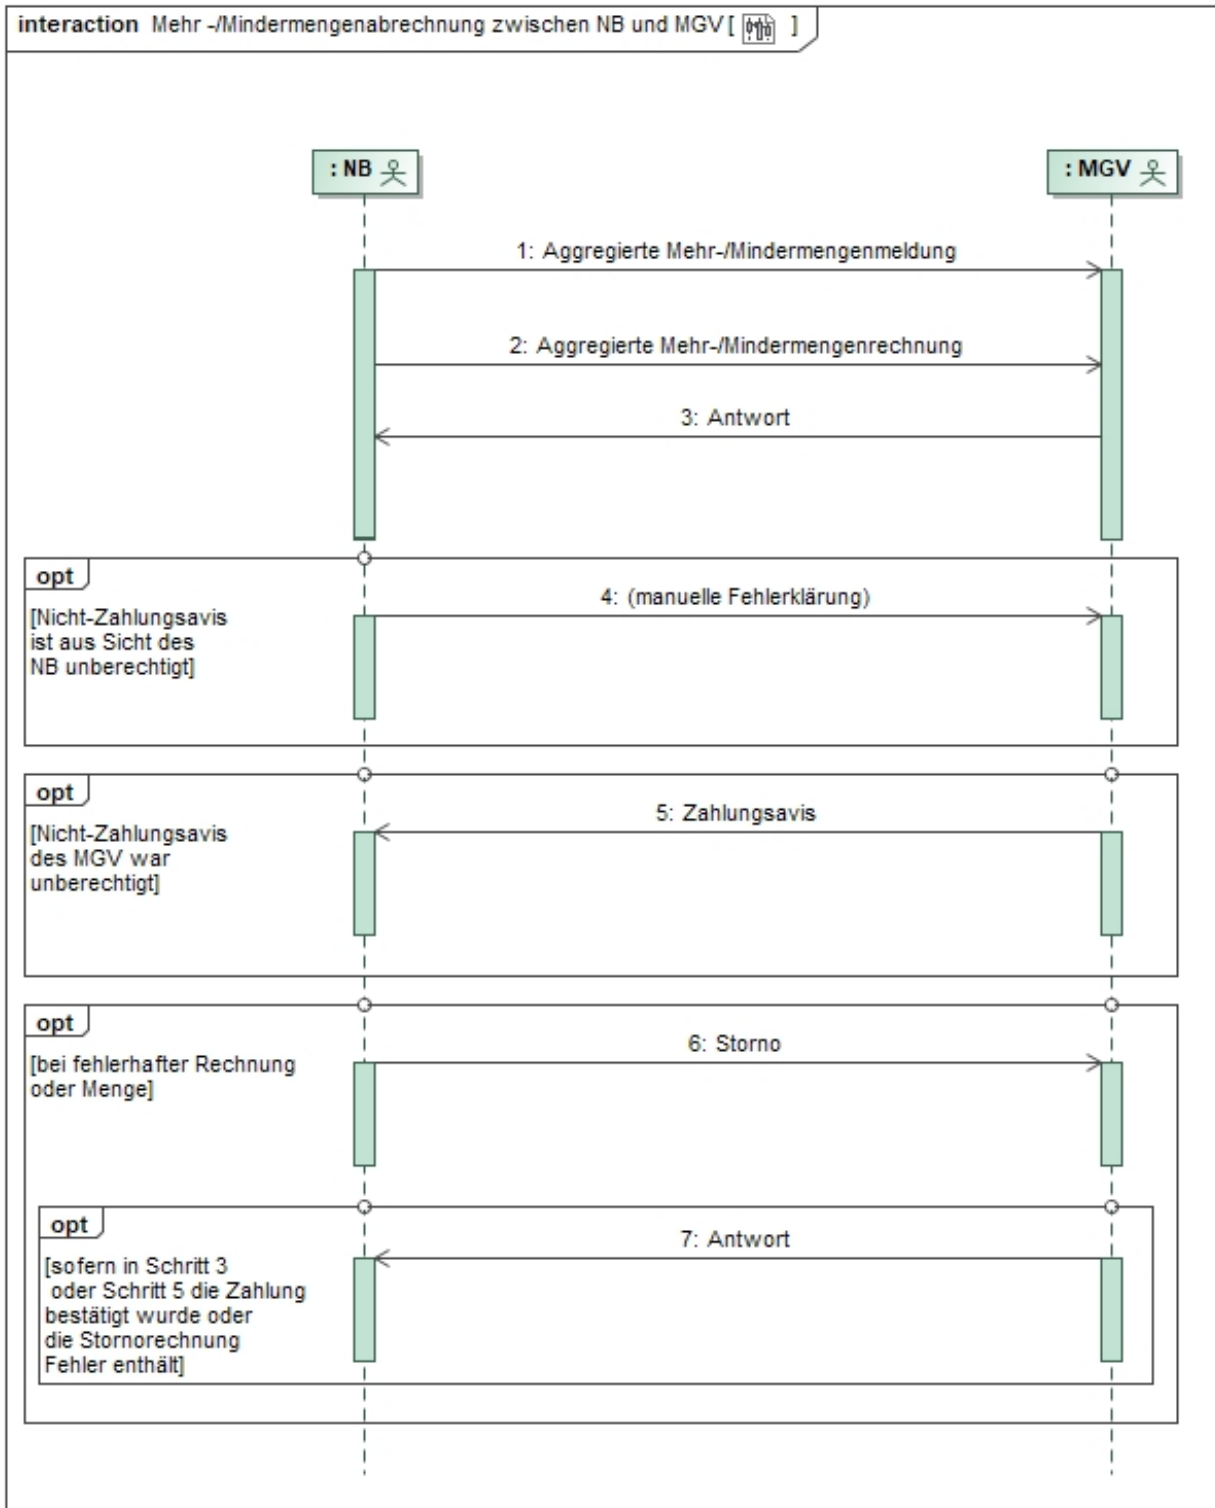 interaction Mehr -/Mindermengenabrechnung zwischen NB und MGV [ ]
: NB
: MGV
1: Aggregierte Mehr-/Mindermengenmeldung
2: Aggregierte Mehr-/Mindermengenrechnung
3: Antwort
opt
4: (manuelle Fehlerklärung)
[Nicht-Zahlungsavis
ist aus Sicht des
NB unberechtigt]
opt
5: Zahlungsavis
[Nicht-Zahlungsavis
des MGV war
unberechtigt]
opt
6: Storno
[bei fehlerhafter Rechnung
oder Menge]
opt
7: Antwort
[sofern in Schritt 3
oder Schritt 5 die Zahlung
bestätigt wurde oder
die Stornorechnung
Fehler enthält]